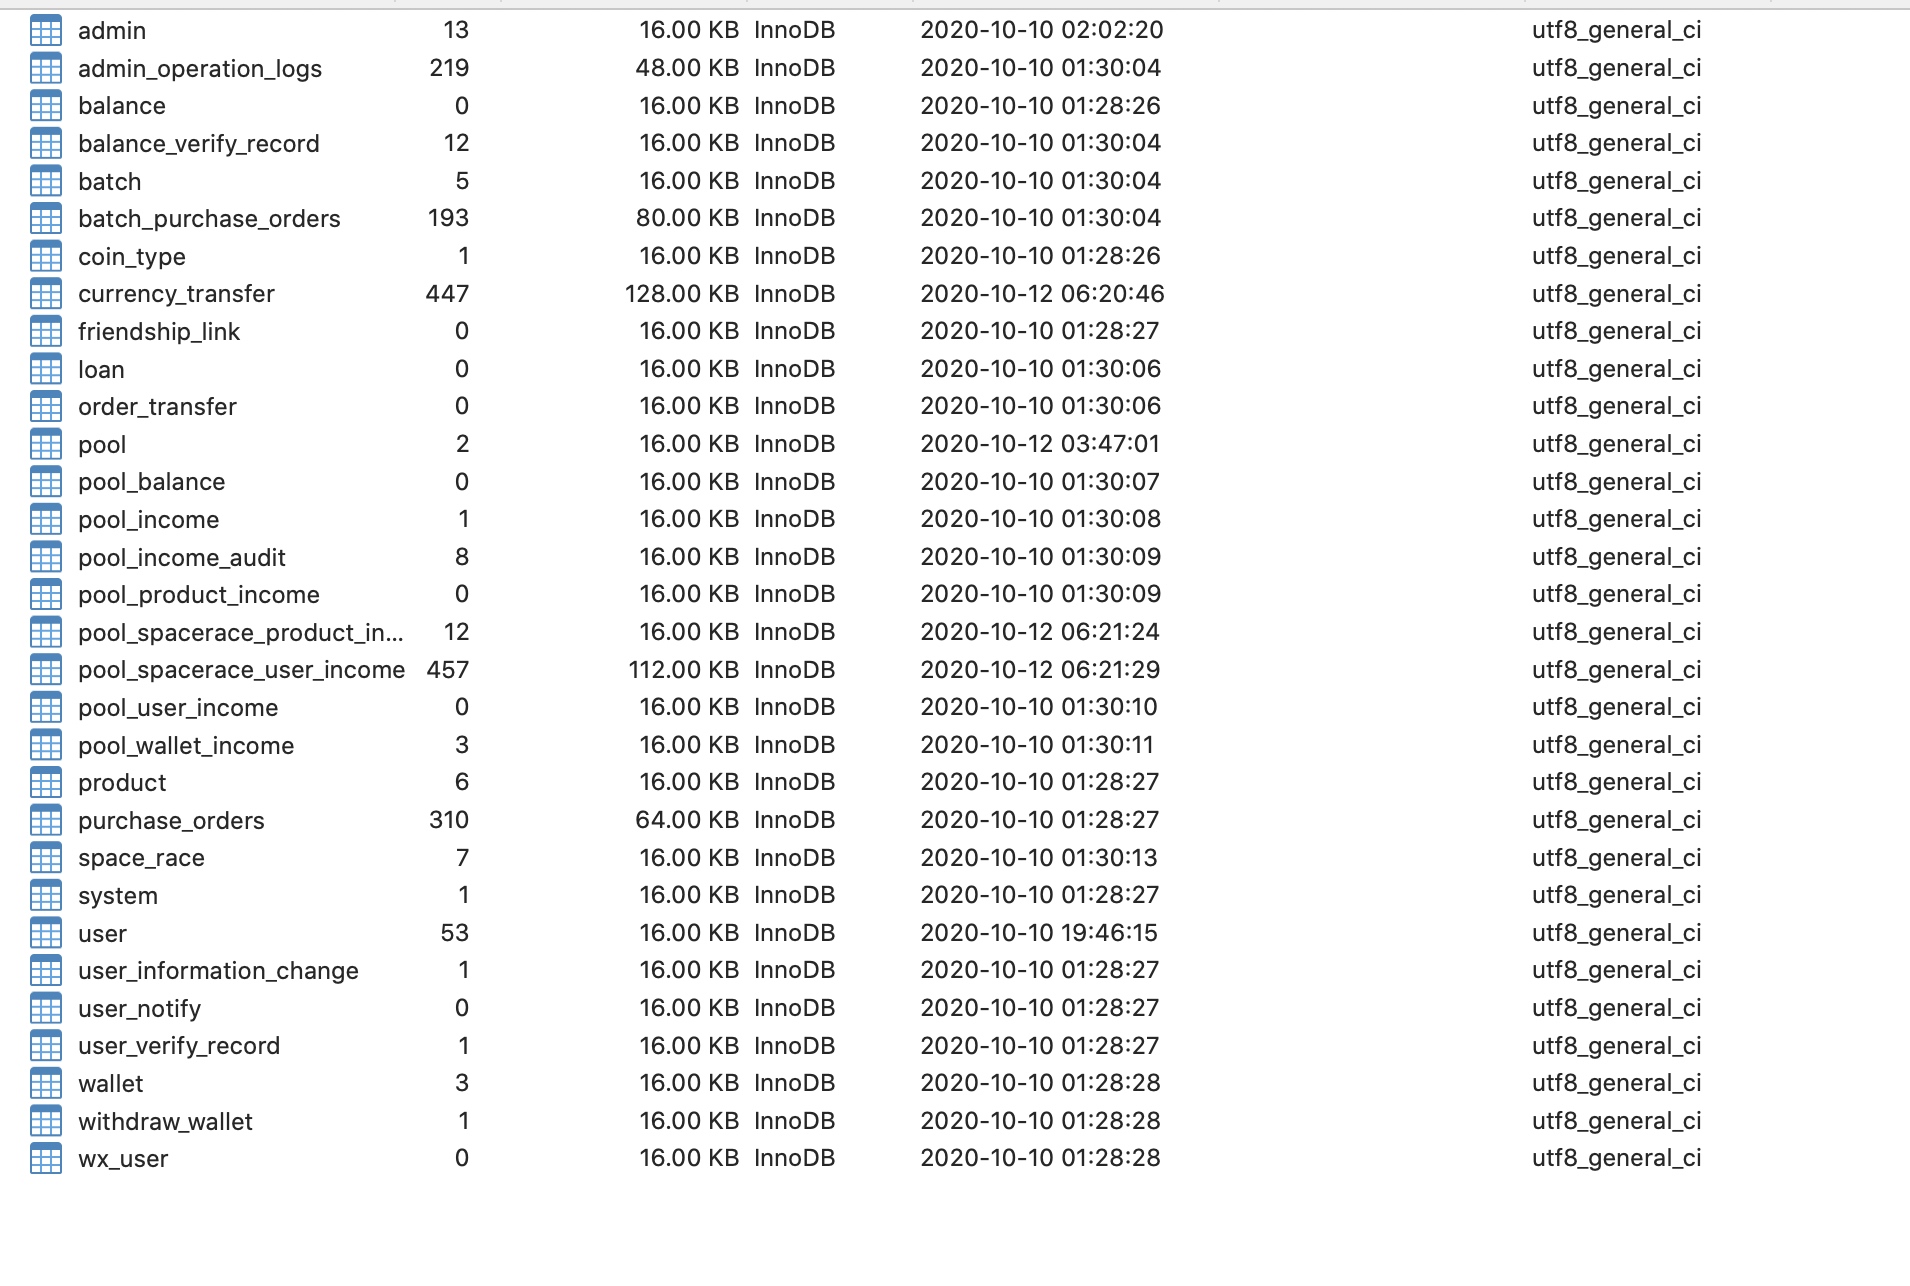 admin 13 16.00 KB InnoDB 2020-10-10 02:02:20 utf8_general_ci
admin_operation_logs 219 48.00 KB InnoDB 2020-10-10 01:30:04 utf8_general_ci
balance 0 16.00 KB InnoDB 2020-10-10 01:28:26 utf8_general_ci
balance_verify_record 12 16.00 KB InnoDB 2020-10-10 01:30:04 utf8_general_ci
batch 5 16.00 KB InnoDB 2020-10-10 01:30:04 utf8_general_ci
batch_purchase_orders 193 80.00 KB InnoDB 2020-10-10 01:30:04 utf8_general_ci
coin_type 1 16.00 KB InnoDB 2020-10-10 01:28:26 utf8_general_ci
currency_transfer 447 128.00 KB InnoDB 2020-10-12 06:20:46 utf8_general_ci
friendship_link 0 16.00 KB InnoDB 2020-10-10 01:28:27 utf8_general_ci
loan 0 16.00 KB InnoDB 2020-10-10 01:30:06 utf8_general_ci
order_transfer 0 16.00 KB InnoDB 2020-10-10 01:30:06 utf8_general_ci
pool 2 16.00 KB InnoDB 2020-10-12 03:47:01 utf8_general_ci
pool_balance 0 16.00 KB InnoDB 2020-10-10 01:30:07 utf8_general_ci
pool_income 1 16.00 KB InnoDB 2020-10-10 01:30:08 utf8_general_ci
pool_income_audit 8 16.00 KB InnoDB 2020-10-10 01:30:09 utf8_general_ci
pool_product_income 0 16.00 KB InnoDB 2020-10-10 01:30:09 utf8_general_ci
pool_spacerace_product_in... 12 16.00 KB InnoDB 2020-10-12 06:21:24 utf8_general_ci
pool_spacerace_user_income 457 112.00 KB InnoDB 2020-10-12 06:21:29 utf8_general_ci
pool_user_income 0 16.00 KB InnoDB 2020-10-10 01:30:10 utf8_general_ci
pool_wallet_income 3 16.00 KB InnoDB 2020-10-10 01:30:11 utf8_general_ci
product 6 16.00 KB InnoDB 2020-10-10 01:28:27 utf8_general_ci
purchase_orders 310 64.00 KB InnoDB 2020-10-10 01:28:27 utf8_general_ci
space_race 7 16.00 KB InnoDB 2020-10-10 01:30:13 utf8_general_ci
system 1 16.00 KB InnoDB 2020-10-10 01:28:27 utf8_general_ci
user 53 16.00 KB InnoDB 2020-10-10 19:46:15 utf8_general_ci
user_information_change 1 16.00 KB InnoDB 2020-10-10 01:28:27 utf8_general_ci
user_notify 0 16.00 KB InnoDB 2020-10-10 01:28:27 utf8_general_ci
user_verify_record 1 16.00 KB InnoDB 2020-10-10 01:28:27 utf8_general_ci
wallet 3 16.00 KB InnoDB 2020-10-10 01:28:28 utf8_general_ci
withdraw_wallet 1 16.00 KB InnoDB 2020-10-10 01:28:28 utf8_general_ci
wx_user 0 16.00 KB InnoDB 2020-10-10 01:28:28 utf8_general_ci